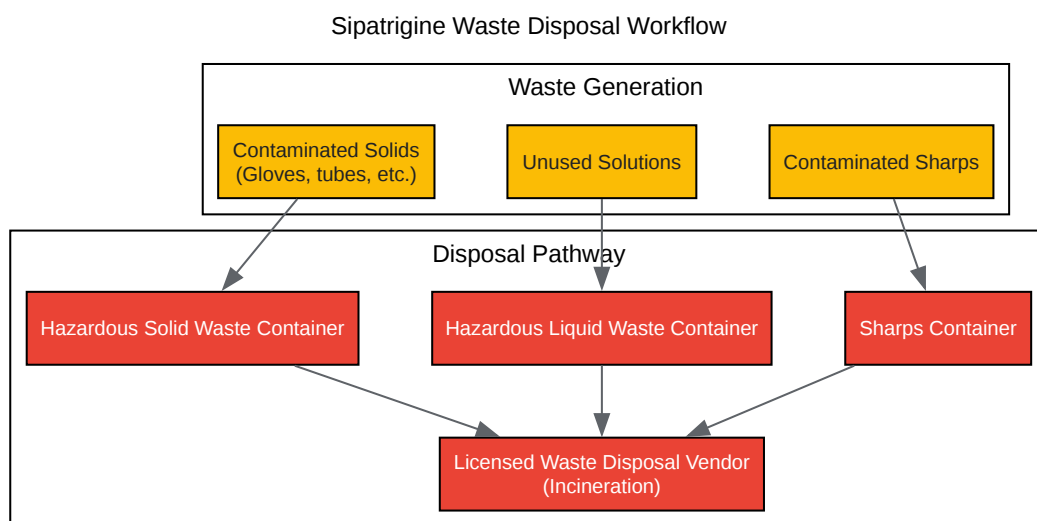 Sipatrigine Waste Disposal Workflow
Waste Generation
Contaminated Solids
(Gloves, tubes, etc.)
Unused Solutions
Contaminated Sharps
Disposal Pathway
Hazardous Solid Waste Container
Hazardous Liquid Waste Container
Sharps Container
Licensed Waste Disposal Vendor
(Incineration)